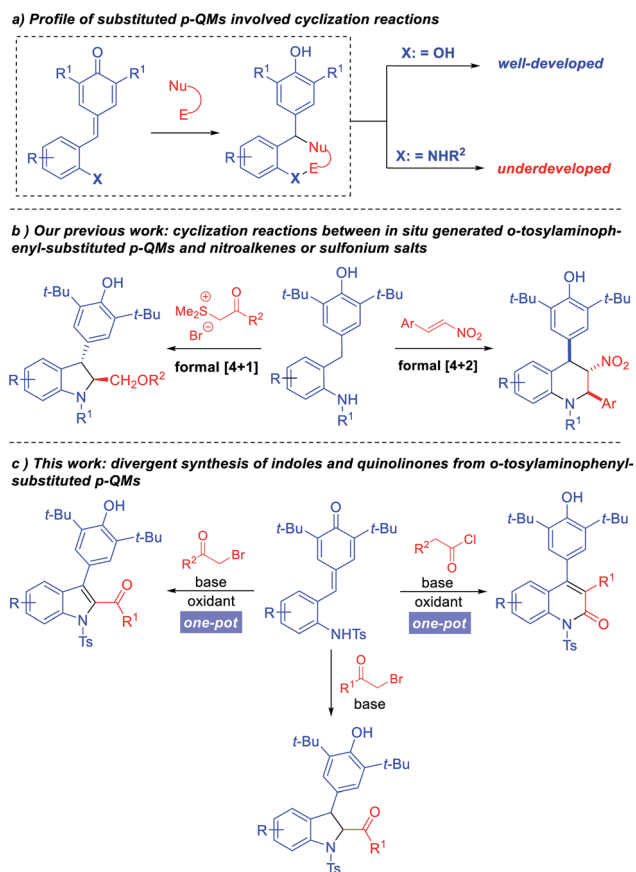 a) Profile of substituted p-QMs involved cyclization reactions
O
R1
R1
R
X
Nu
E
OH
R1
R1
Nu
R
X
E
X: = OH
well-developed
X: = NHR2
underdeveloped
b ) Our previous work: cyclization reactions between in situ generated o-tosylaminoph-
enyl-substituted p-QMs and nitroalkenes or sulfonium salts
OH
t-Bu
t-Bu
R
N
R1
CH2OR2
Me2S
+
O
R2
Br
−
formal [4+1]
OH
t-Bu
t-Bu
R
NH
R1
Ar
NO2
formal [4+2]
OH
t-Bu
t-Bu
NO2
R
N
Ar
R1
c ) This work: divergent synthesis of indoles and quinolinones from o-tosylaminophenyl-
substituted p-QMs
OH
t-Bu
t-Bu
O
R
N
R1
Ts
O
R2
Br
base
oxidant
one-pot
O
t-Bu
t-Bu
R
NHTs
R2
Cl
O
base
oxidant
one-pot
OH
t-Bu
t-Bu
R1
R
N
O
Ts
O
R1
Br
base
OH
t-Bu
t-Bu
O
R
N
R1
Ts